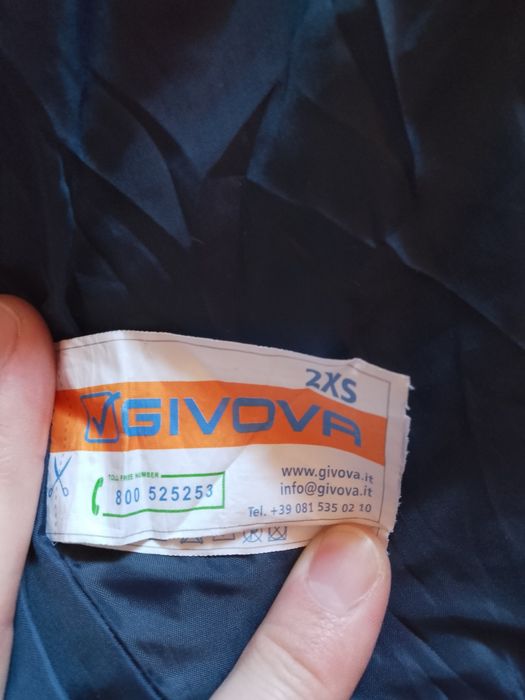 2XS
GIVOVA
TOLL FREE NUMBER
800 525253
www.givova.it
info@givova.it
Tel. +39 081 535 02 10